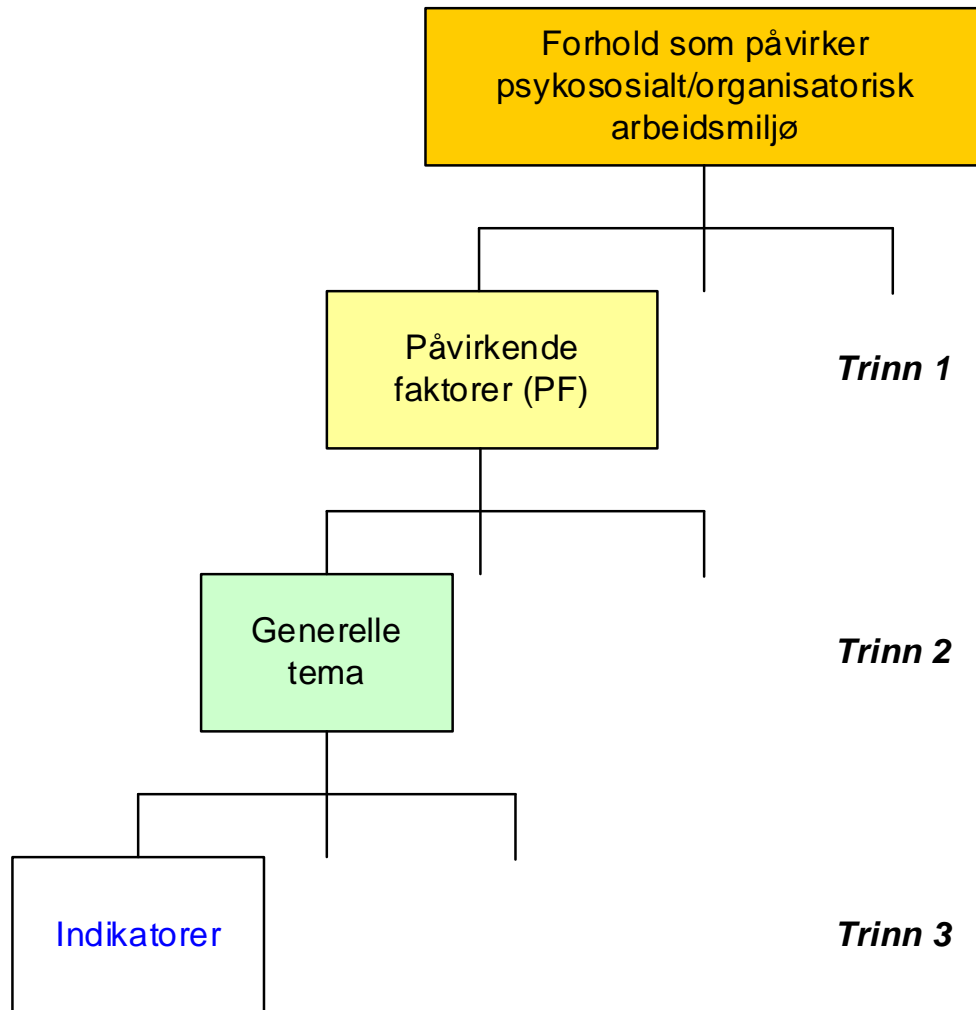 Forhold som påvirker
psykososialt/organisatorisk
arbeidsmiljø
Påvirkende
faktorer (PF)
Trinn 1
Generelle
tema
Trinn 2
Indikatorer
Trinn 3